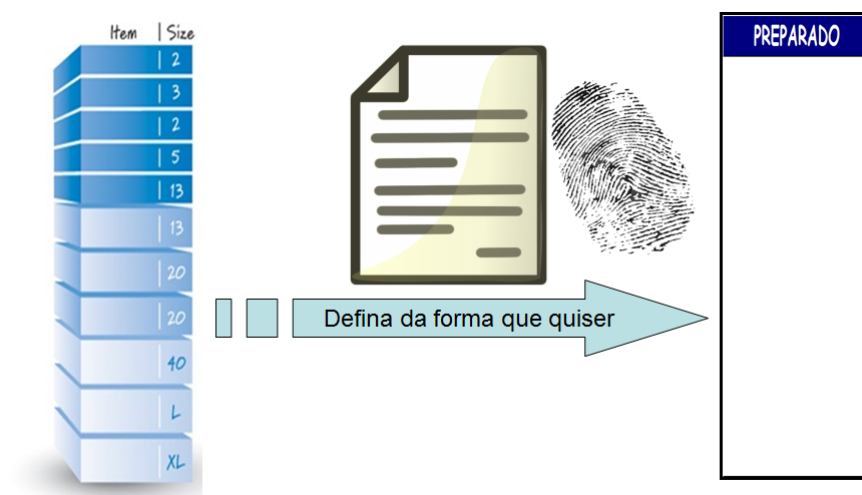 Item | Size
2
3
2
5
13
13
20
20
40
L
XL
Defina da forma que quiser
PREPARADO